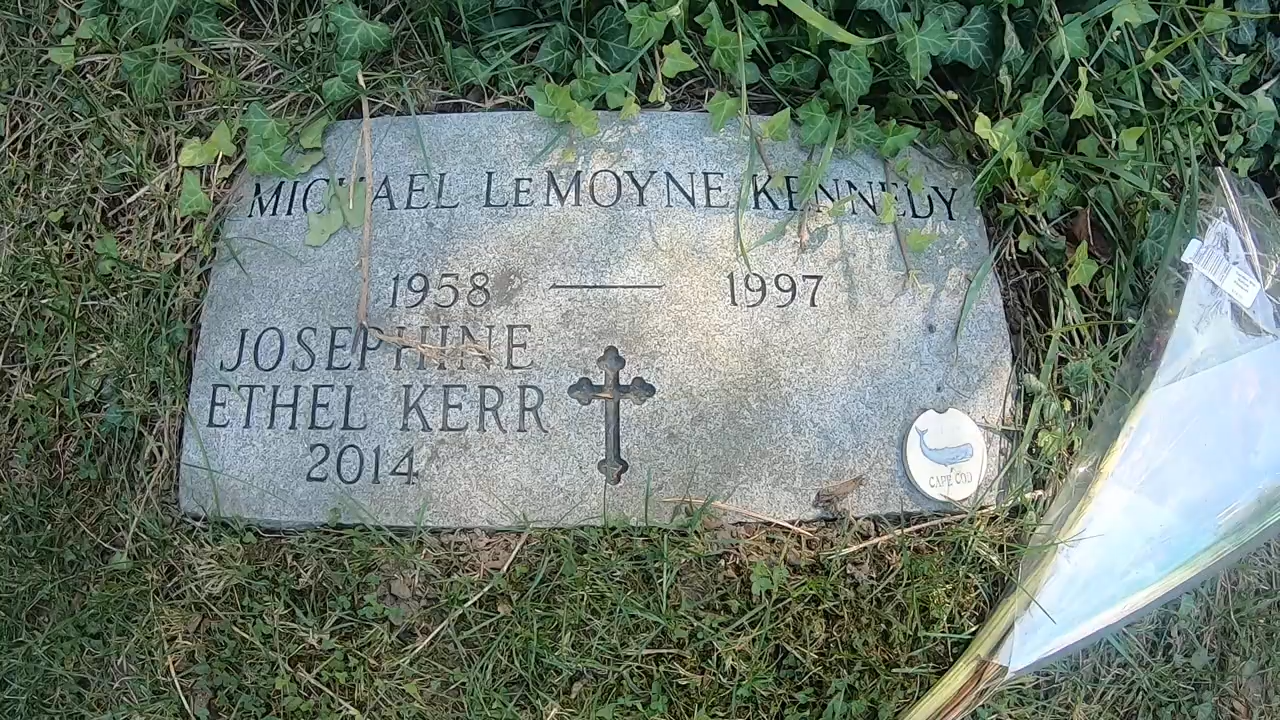 MICHAEL LEMOYNE KENNEDY
1958 — 1997
JOSEPHINE
ETHEL KERR
2014
CAPE COD